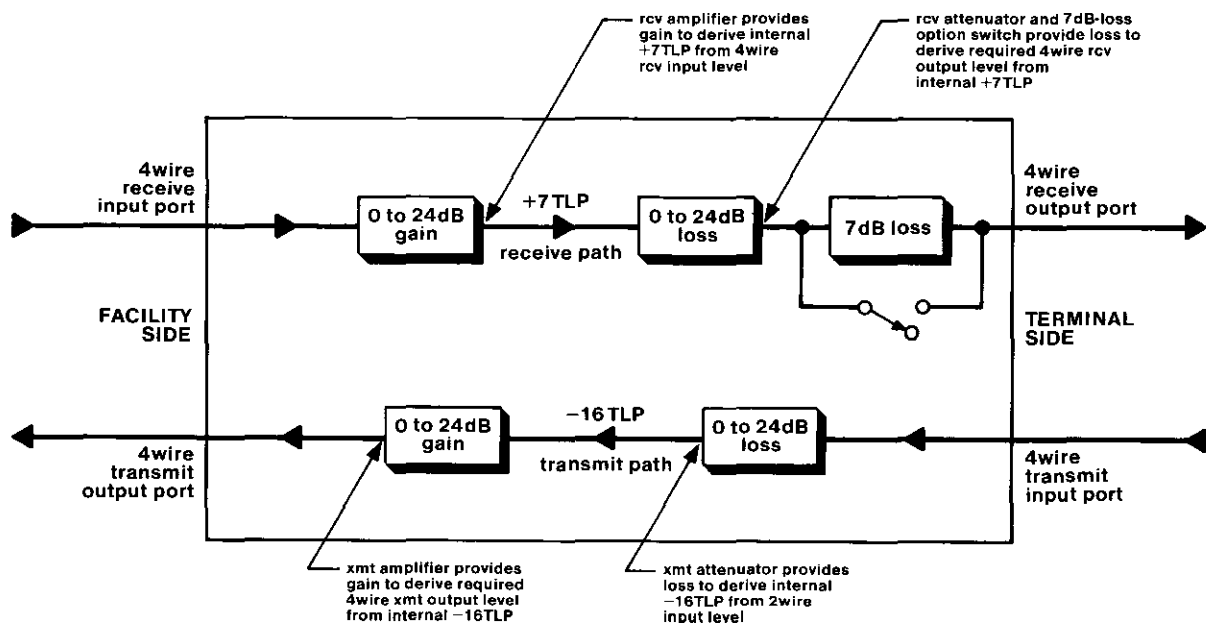 rcv amplifier provides
gain to derive internal
+7TLP from 4wire
rcv input level
rcv attenuator and 7dB-loss
option switch provide loss to
derive required 4wire rcv
output level from
internal +7TLP
4wire
receive
input port
0 to 24dB
gain
+7TLP
receive path
0 to 24dB
loss
7dB loss
4wire
receive
output port
FACILITY
SIDE
TERMINAL
SIDE
4wire
transmit
output port
0 to 24dB
gain
−16TLP
transmit path
0 to 24dB
loss
4wire
transmit
input port
xmt amplifier provides
gain to derive required
4wire xmt output level
from internal −16TLP
xmt attenuator provides
loss to derive internal
−16TLP from 2wire
input level